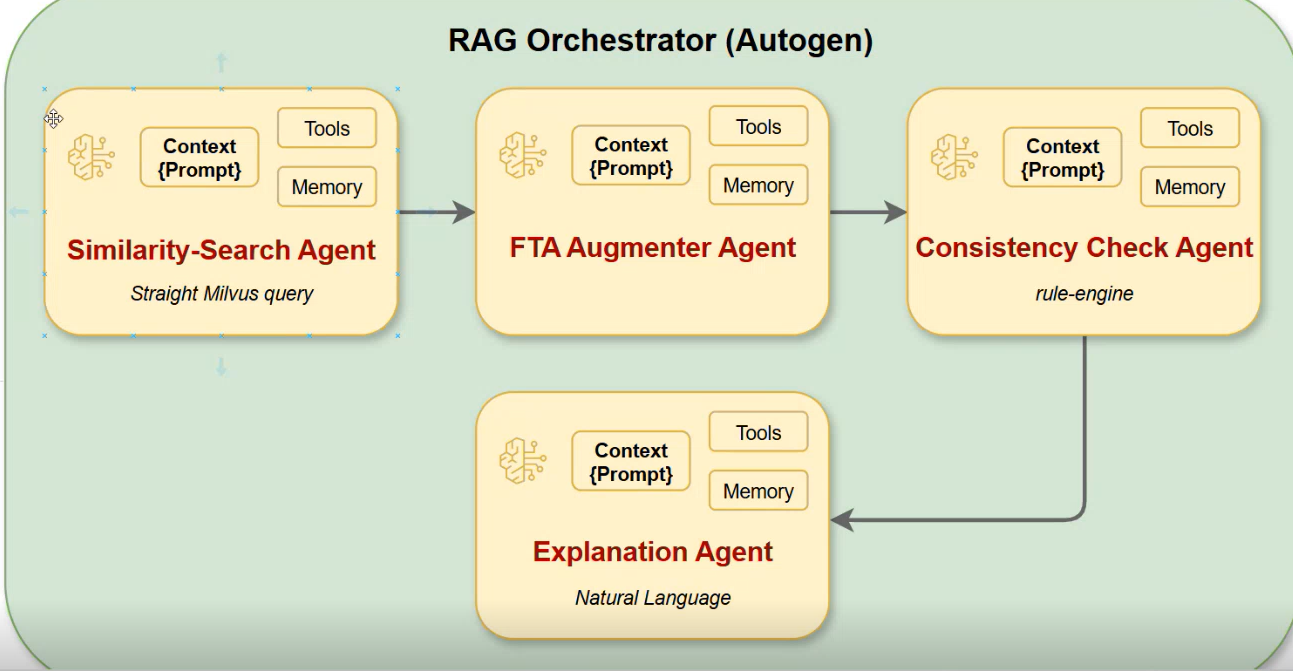 RAG Orchestrator (Autogen)
Context
{Prompt}
Tools
Memory
Similarity-Search Agent
Straight Milvus query
Context
{Prompt}
Tools
Memory
FTA Augmenter Agent
Context
{Prompt}
Tools
Memory
Consistency Check Agent
rule-engine
Context
{Prompt}
Tools
Memory
Explanation Agent
Natural Language